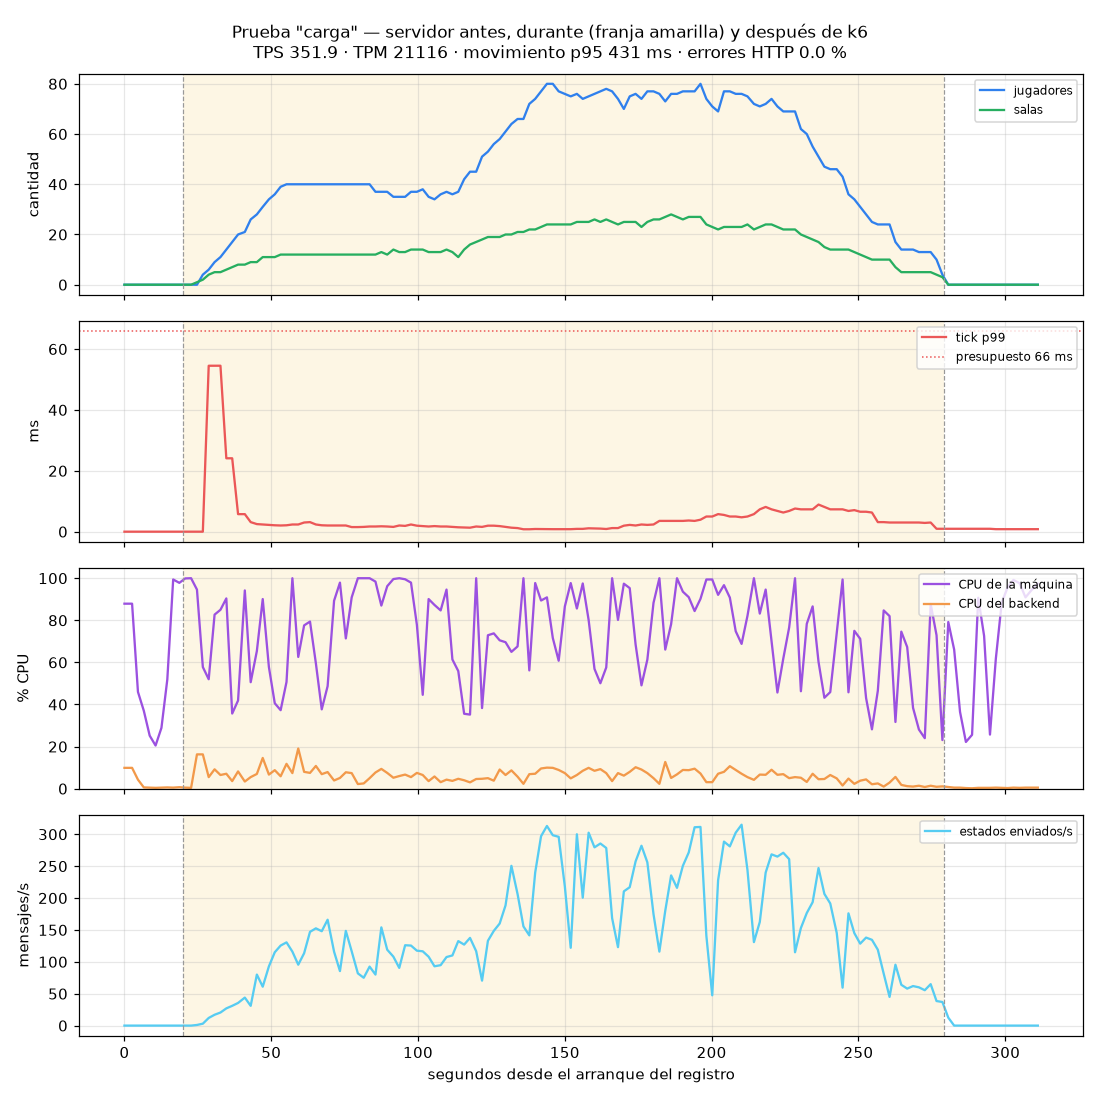 Prueba "carga" — servidor antes, durante (franja amarilla) y después de k6
TPS 351.9 · TPM 21116 · movimiento p95 431 ms · errores HTTP 0.0 %
80
60
40
20
0
cantidad
jugadores
salas
60
40
20
0
ms
tick p99
presupuesto 66 ms
100
80
60
40
20
0
% CPU
CPU de la máquina
CPU del backend
300
250
200
150
100
50
0
mensajes/s
estados enviados/s
0 50 100 150 200 250 300
segundos desde el arranque del registro